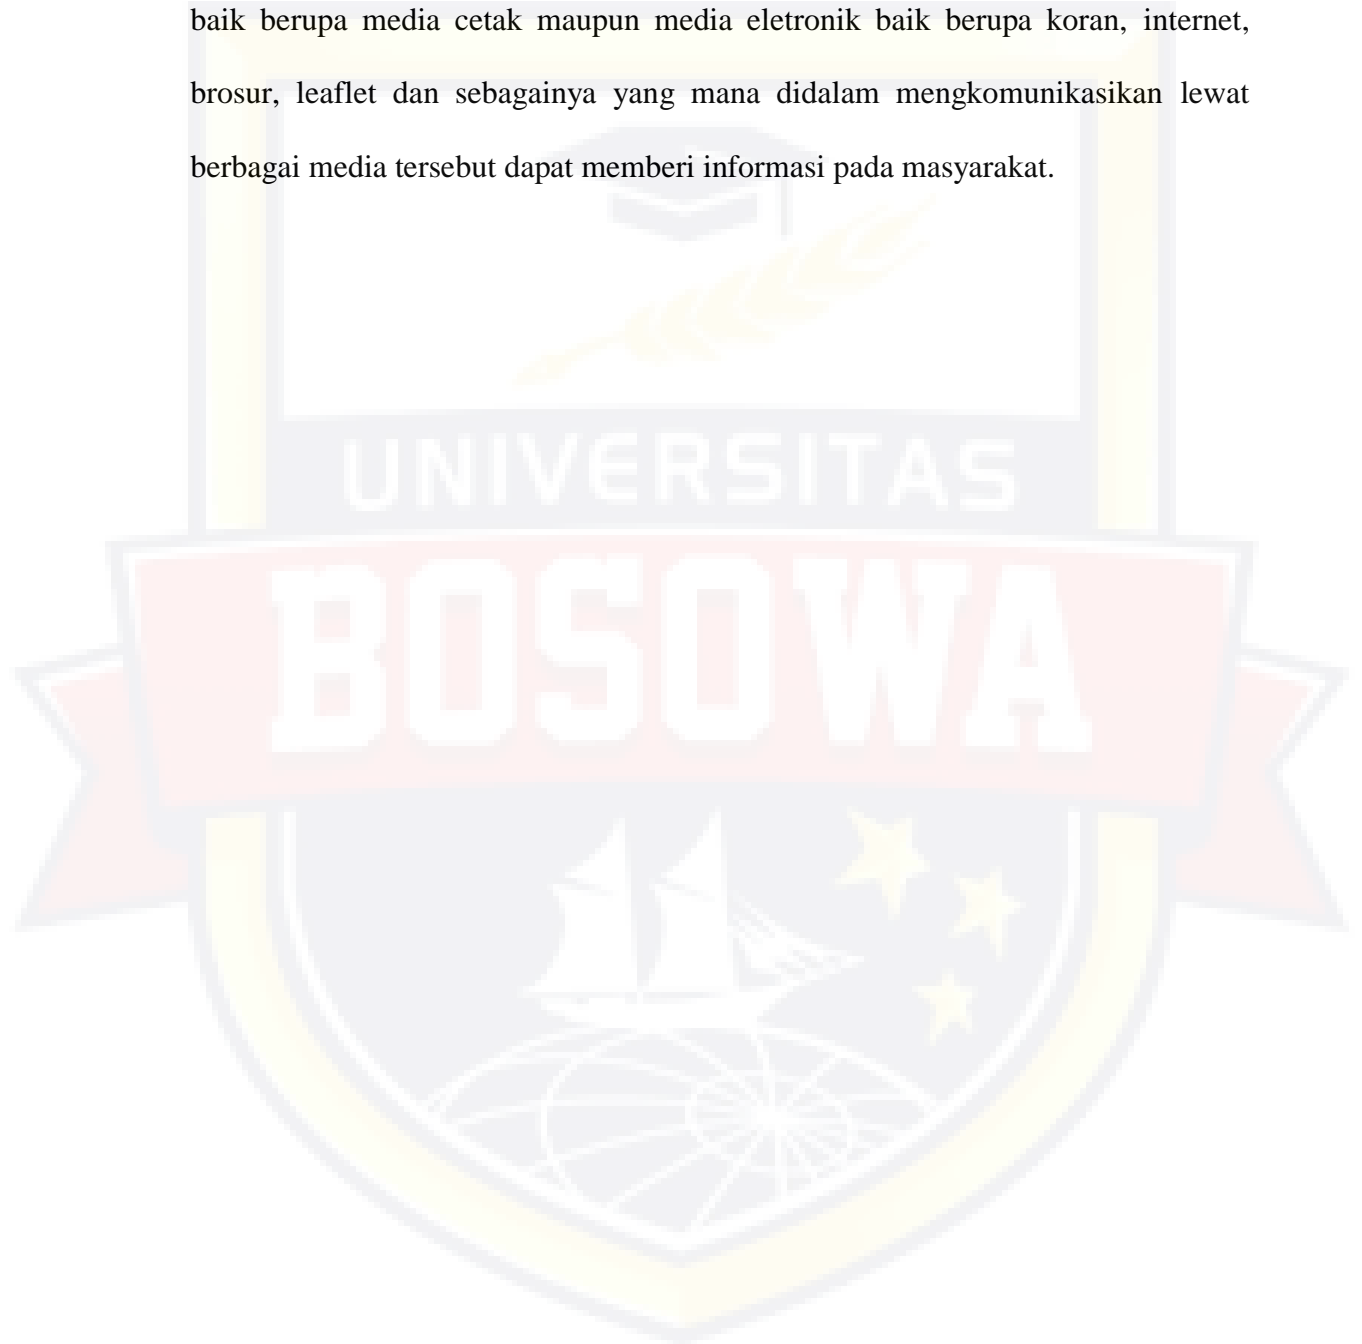 baik berupa media cetak maupun media eletronik baik berupa koran, internet,
brosur, leaflet dan sebagainya yang mana didalam mengkomunikasikan lewat
berbagai media tersebut dapat memberi informasi pada masyarakat.
UNIVERSITAS
BOSOWA